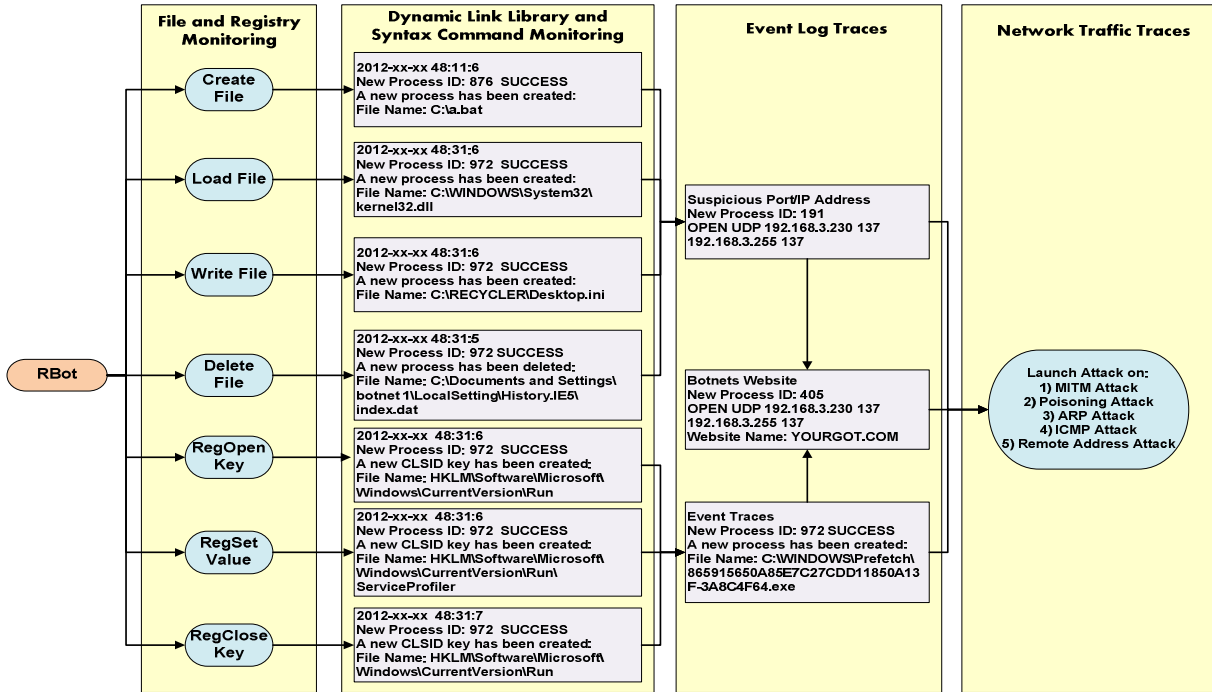 File and Registry
Monitoring
Dynamic Link Library and
Syntax Command Monitoring
Event Log Traces
Network Traffic Traces
RBot
Create
File
Load File
Write File
Delete
File
RegOpen
Key
RegSet
Value
RegClose
Key
2012-xx-xx 48:11:6
New Process ID: 876 SUCCESS
A new process has been created:
File Name: C:\a.bat
2012-xx-xx 48:31:6
New Process ID: 972 SUCCESS
A new process has been created:
File Name: C:\WINDOWS\System32\
kernel32.dll
2012-xx-xx 48:31:6
New Process ID: 972 SUCCESS
A new process has been created:
File Name: C:\RECYCLER\Desktop.ini
2012-xx-xx 48:31:5
New Process ID: 972 SUCCESS
A new process has been deleted:
File Name: C:\Documents and Settings\
botnet1\LocalSetting\History.IE5\
index.dat
2012-xx-xx 48:31:6
New Process ID: 972 SUCCESS
A new CLSID key has been created:
File Name: HKLM\Software\Microsoft\
Windows\CurrentVersion\Run
2012-xx-xx 48:31:6
New Process ID: 972 SUCCESS
A new CLSID key has been created:
File Name: HKLM\Software\Microsoft\
Windows\CurrentVersion\Run\
ServiceProfiler
2012-xx-xx 48:31:7
New Process ID: 972 SUCCESS
A new CLSID key has been created:
File Name: HKLM\Software\Microsoft\
Windows\CurrentVersion\Run
Suspicious Port/IP Address
New Process ID: 191
OPEN UDP 192.168.3.230 137
192.168.3.255 137
Botnets Website
New Process ID: 405
OPEN UDP 192.168.3.230 137
192.168.3.255 137
Website Name: YOURGOT.COM
Event Traces
New Process ID: 972 SUCCESS
A new process has been created:
File Name: C:\WINDOWS\Prefetch\
865915650A85E7C27CDD11850A13
F-3A8C4F64.exe
Launch Attack on:
1) MITM Attack
2) Poisoning Attack
3) ARP Attack
4) ICMP Attack
5) Remote Address Attack